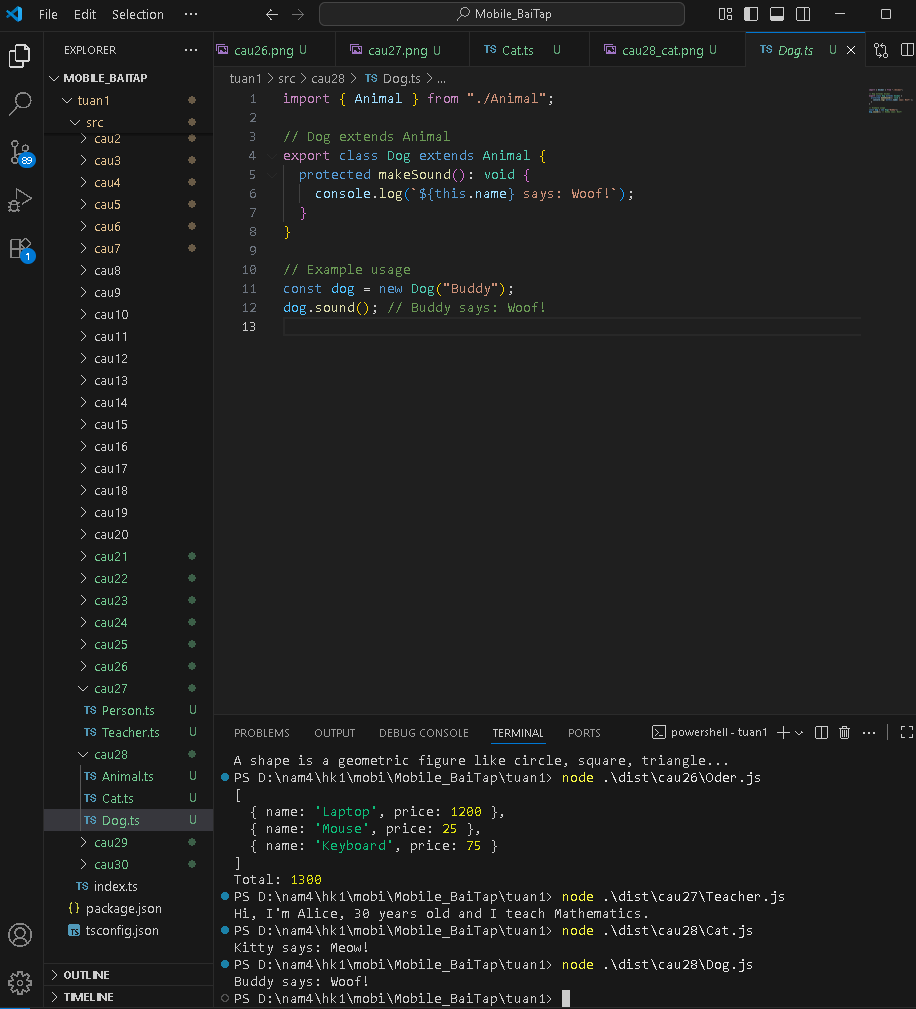 File Edit Selection ··· Mobile_BaiTap
EXPLORER ···
MOBILE_BAITAP
tuan1
src
cau2
cau3
cau4
cau5
cau6
cau7
cau8
cau9
cau10
cau11
cau12
cau13
cau14
cau15
cau16
cau17
cau18
cau19
cau20
cau21
cau22
cau23
cau24
cau25
cau26
cau27
TS Person.ts U
TS Teacher.ts U
cau28
TS Animal.ts U
TS Cat.ts U
TS Dog.ts U
cau29
cau30
TS index.ts
{} package.json
TS tsconfig.json
OUTLINE
TIMELINE
89
1
cau26.png U cau27.png U TS Cat.ts U cau28_cat.png U TS Dog.ts U
tuan1 > src > cau28 > TS Dog.ts > ...
1 import { Animal } from "./Animal";
2
3 // Dog extends Animal
4 export class Dog extends Animal {
5 protected makeSound(): void {
6 console.log(`${this.name} says: Woof!`);
7 }
8 }
9
10 // Example usage
11 const dog = new Dog("Buddy");
12 dog.sound(); // Buddy says: Woof!
13
PROBLEMS OUTPUT DEBUG CONSOLE TERMINAL PORTS powershell - tuan1 ···
A shape is a geometric figure like circle, square, triangle...
PS D:\nam4\hk1\mobi\Mobile_BaiTap\tuan1> node .\dist\cau26\Oder.js
[
{ name: 'Laptop', price: 1200 },
{ name: 'Mouse', price: 25 },
{ name: 'Keyboard', price: 75 }
]
Total: 1300
PS D:\nam4\hk1\mobi\Mobile_BaiTap\tuan1> node .\dist\cau27\Teacher.js
Hi, I'm Alice, 30 years old and I teach Mathematics.
PS D:\nam4\hk1\mobi\Mobile_BaiTap\tuan1> node .\dist\cau28\Cat.js
Kitty says: Meow!
PS D:\nam4\hk1\mobi\Mobile_BaiTap\tuan1> node .\dist\cau28\Dog.js
Buddy says: Woof!
PS D:\nam4\hk1\mobi\Mobile_BaiTap\tuan1>